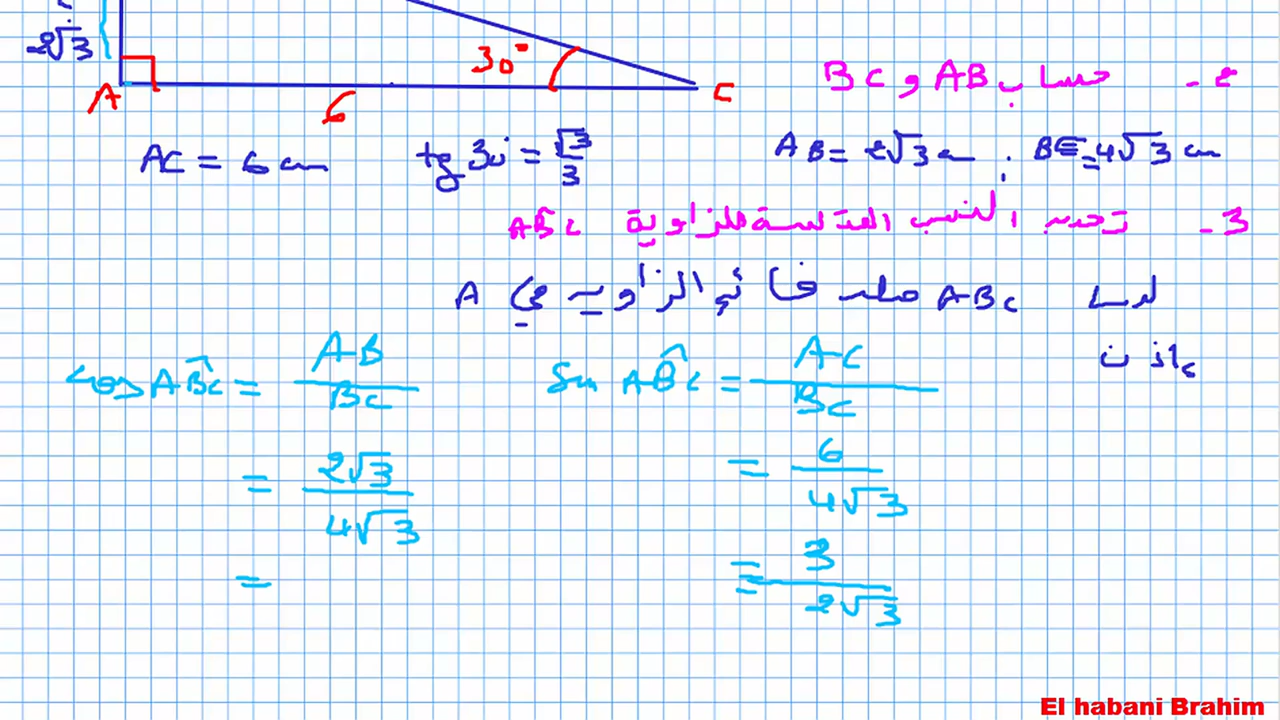 2√3
30°
A
6
C
2 - حساب AB و BC
AC = 6 cm tg 30° = √3/3
AB = 2√3 cm ; BC = 4√3 cm
3 - تحديد النسب المثلثية للزاوية ABC
لدينا ABC مثلث قائم الزاوية في A
إذن
cos ABC = AB/BC
sin ABC = AC/BC
= 2√3/4√3
= 6/4√3
=
= 3/2√3
El habani Brahim